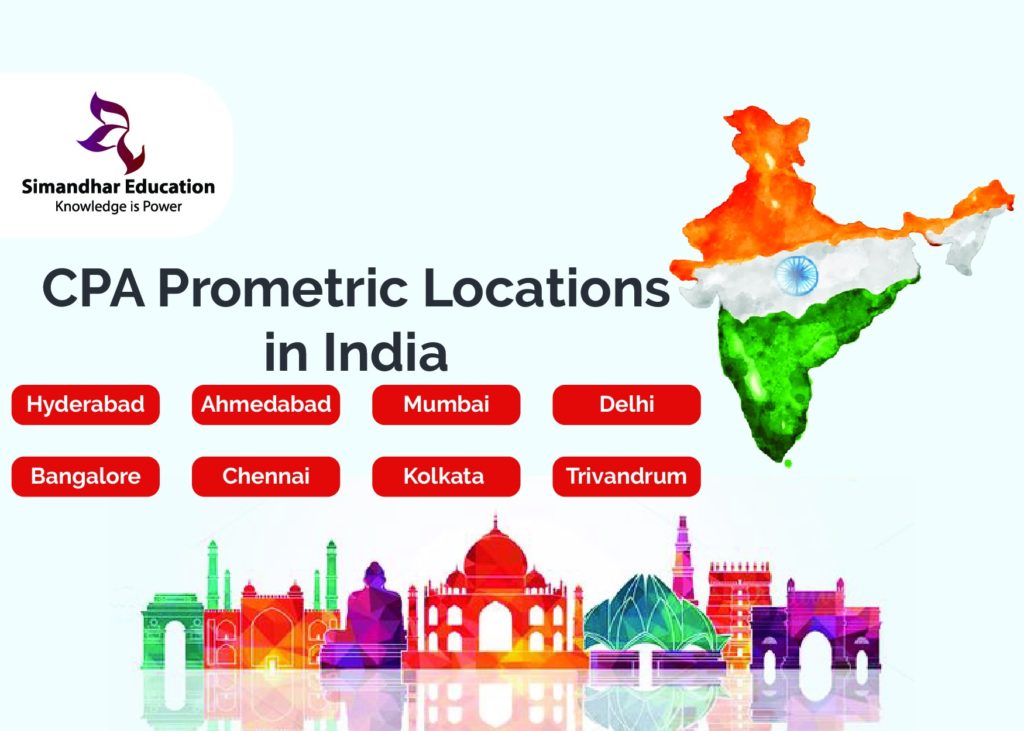 Simandhar Education
Knowledge is Power
CPA Prometric Locations
in India
Hyderabad
Ahmedabad
Mumbai
Delhi
Bangalore
Chennai
Kolkata
Trivandrum